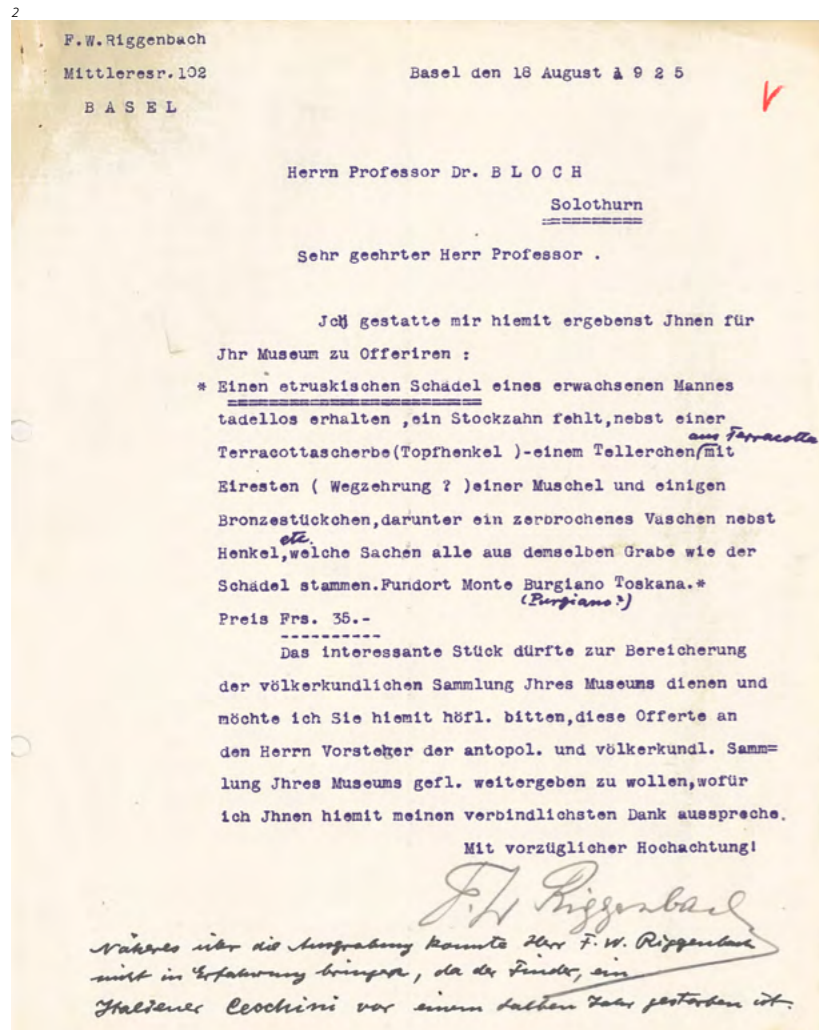 2
F.W.Riggenbach
Mittleresr.102
Basel den 18 August 1 9 2 5
B A S E L
Herrn Professor Dr. B L O C H
Solothurn
Sehr geehrter Herr Professor .
Jch gestatte mir hiemit ergebenst Jhnen für
Jhr Museum zu Offeriren :
* Einen etruskischen Schädel eines erwachsenen Mannes
tadellos erhalten ,ein Stockzahn fehlt,nebst einer
aus Terracotta
Terracottascherbe(Topfhenkel )-einem Tellerchen(mit
Eiresten ( Wegzehrung ? )einer Muschel und einigen
Bronzestückchen,darunter ein zerbrochenes Väschen nebst
etc.
Henkel,welche Sachen alle aus demselben Grabe wie der
Schädel stammen.Fundort Monte Burgiano Toskana.*
(Purgiano?)
Preis Frs. 35.-
Das interessante Stück dürfte zur Bereicherung
der völkerkundlichen Sammlung Jhres Museums dienen und
möchte ich Sie hiemit höfl. bitten,diese Offerte an
den Herrn Vorsteher der antopol. und völkerkundl. Samm=
lung Jhres Museums gefl. weitergeben zu wollen,wofür
ich Jhnen hiemit meinen verbindlichsten Dank ausspreche.
Mit vorzüglicher Hochachtung!
F. W Riggenbach
Näheres über die Ausgrabung konnte Herr F. W. Riggenbach
nicht in Erfahrung bringen, da der Finder, ein
Italiener Ceschini vor einem halben Jahr gestorben ist.